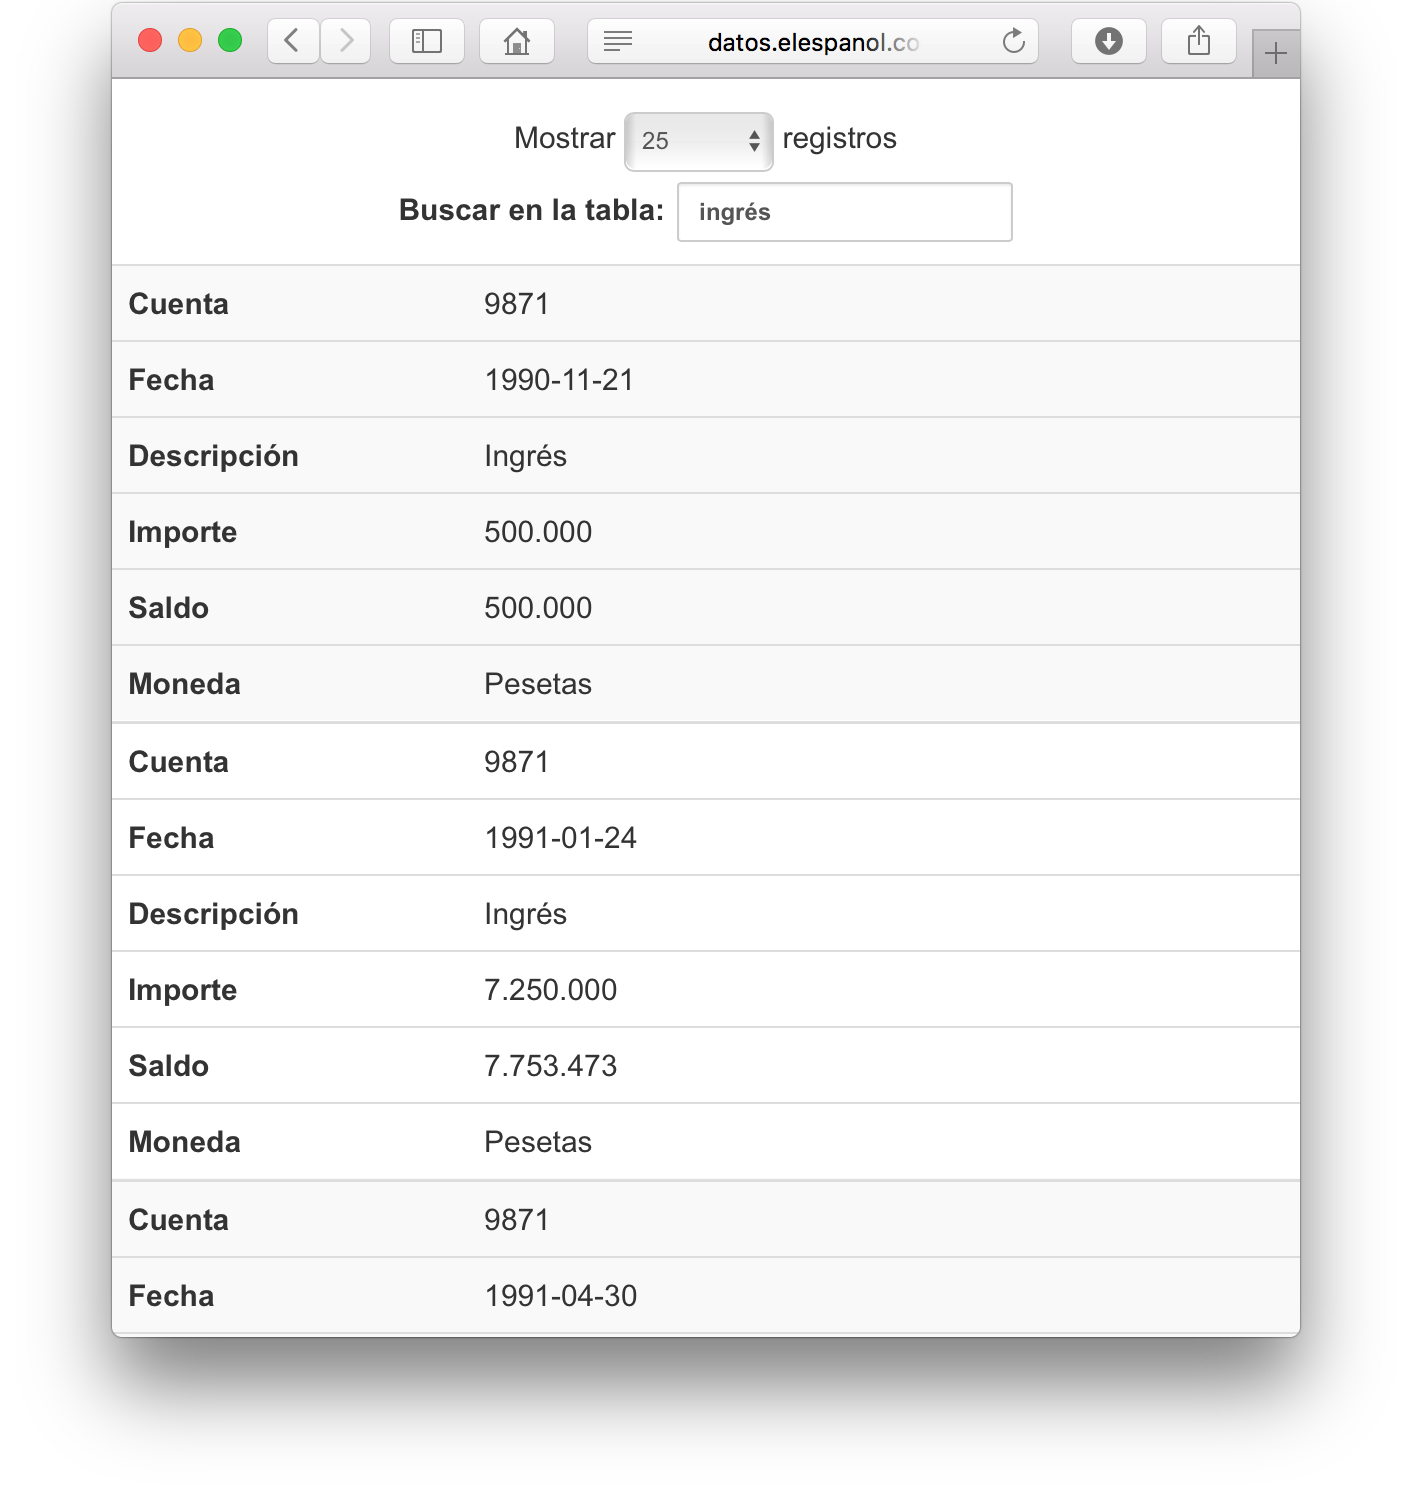 datos.elespanol.co
Mostrar 25 registros
Buscar en la tabla: ingrés
Cuenta 9871
Fecha 1990-11-21
Descripción Ingrés
Importe 500.000
Saldo 500.000
Moneda Pesetas
Cuenta 9871
Fecha 1991-01-24
Descripción Ingrés
Importe 7.250.000
Saldo 7.753.473
Moneda Pesetas
Cuenta 9871
Fecha 1991-04-30